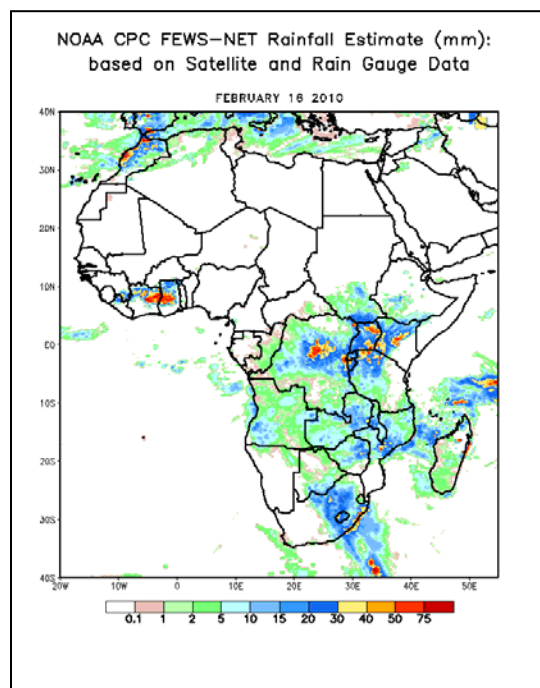 NOAA CPC FEWS-NET Rainfall Estimate (mm):
based on Satellite and Rain Gauge Data
FEBRUARY 16 2010
40N
30N
20N
10N
EQ
10S
20S
30S
40S
20W 10W 0 10E 20E 30E 40E 50E
0.1 1 2 5 10 15 20 30 40 50 75